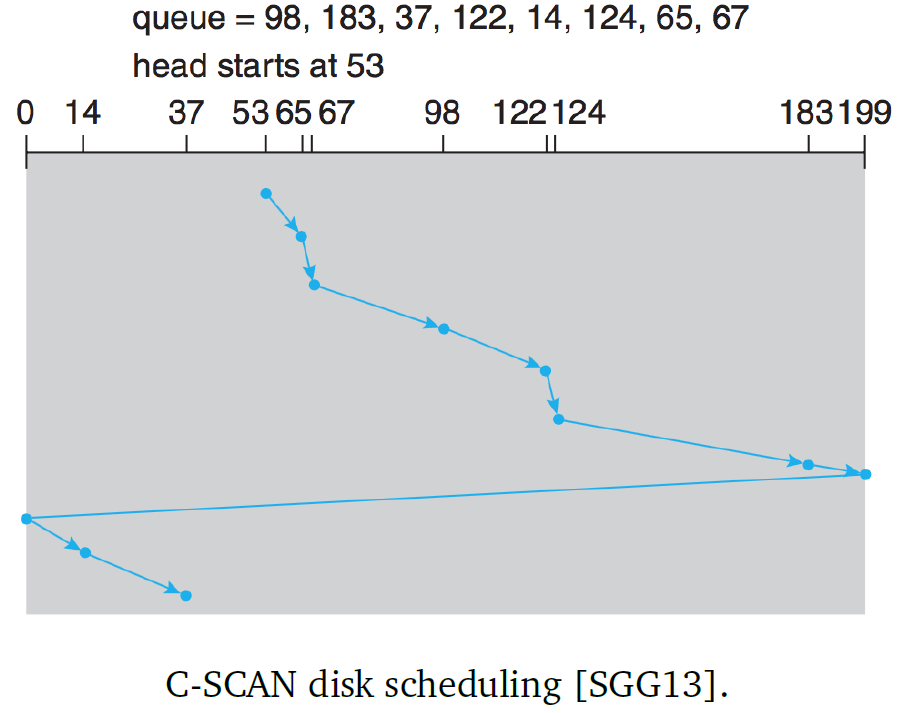 queue = 98, 183, 37, 122, 14, 124, 65, 67
head starts at 53
0 14 37 53 65 67 98 122 124 183 199
C-SCAN disk scheduling [SGG13].